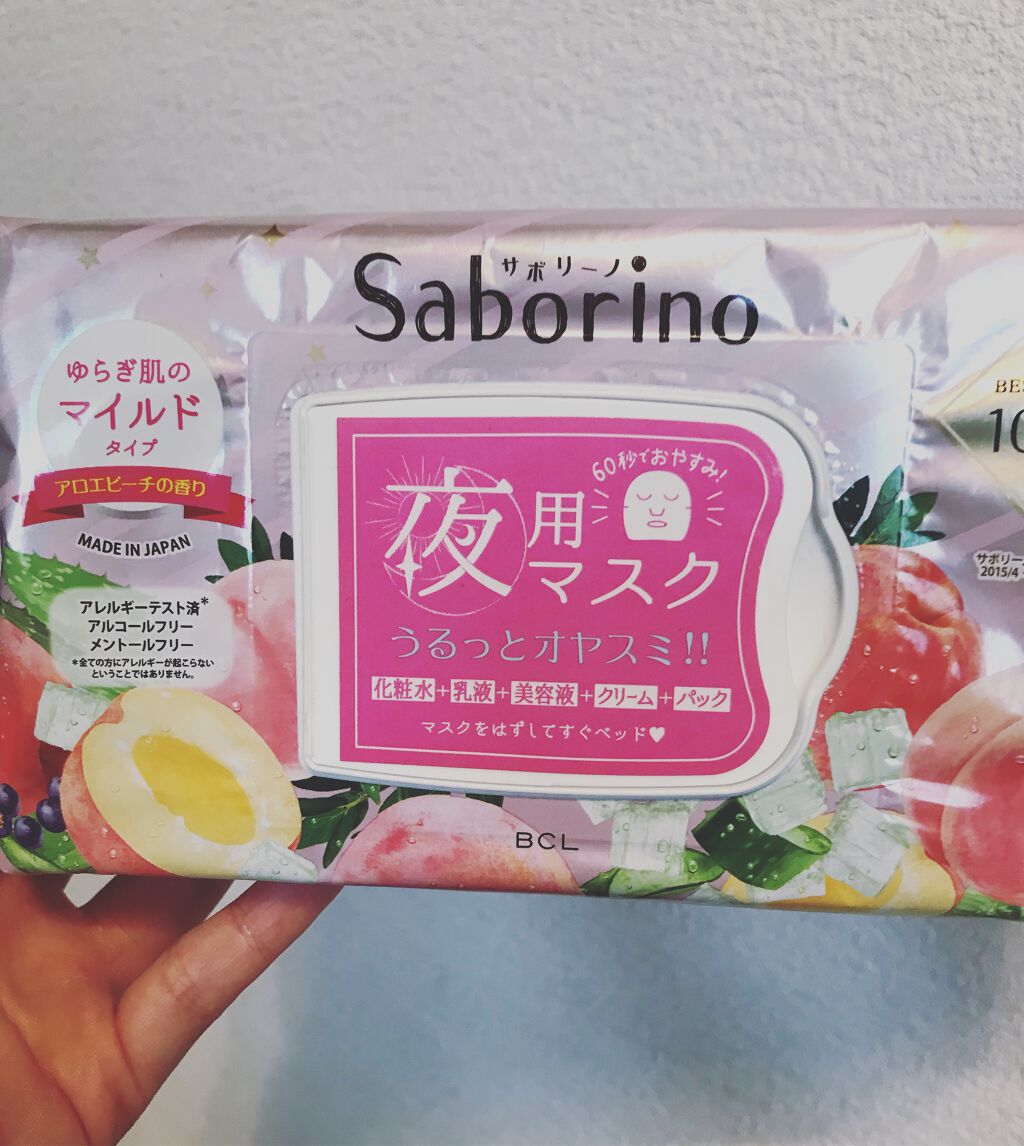 サボリーノ
Saborino
ゆらぎ肌の
マイルド
タイプ
アロエピーチの香り
MADE IN JAPAN
アレルギーテスト済*
アルコールフリー
メントールフリー
*全ての方にアレルギーが起こらない
ということではありません。
60秒でおやすみ!
夜用
マスク
うるっとオヤスミ!!
化粧水+乳液+美容液+クリーム+パック
マスクをはずしてすぐベッド♥
BCL
サボリー
2015/4